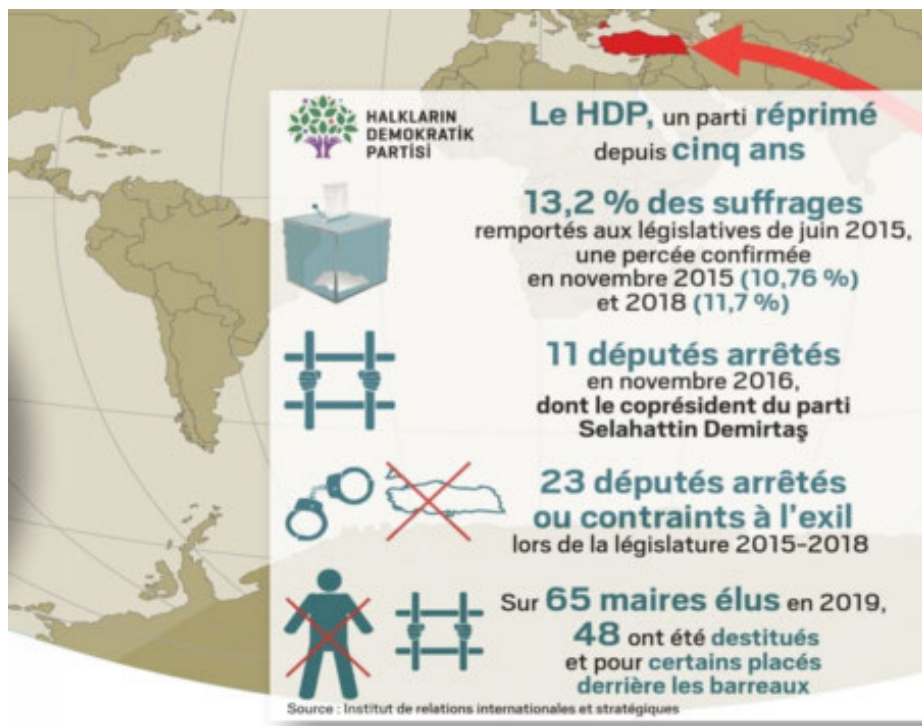 HALKLARIN
DEMOKRATİK
PARTİSİ
Le HDP, un parti réprimé
depuis cinq ans
13,2 % des suffrages
remportés aux législatives de juin 2015,
une percée confirmée
en novembre 2015 (10,76 %)
et 2018 (11,7 %)
11 députés arrêtés
en novembre 2016,
dont le coprésident du parti
Selahattin Demirtaş
23 députés arrêtés
ou contraints à l'exil
lors de la législature 2015-2018
Sur 65 maires élus en 2019,
48 ont été destitués
et pour certains placés
derrière les barreaux
Source : Institut de relations internationales et stratégiques